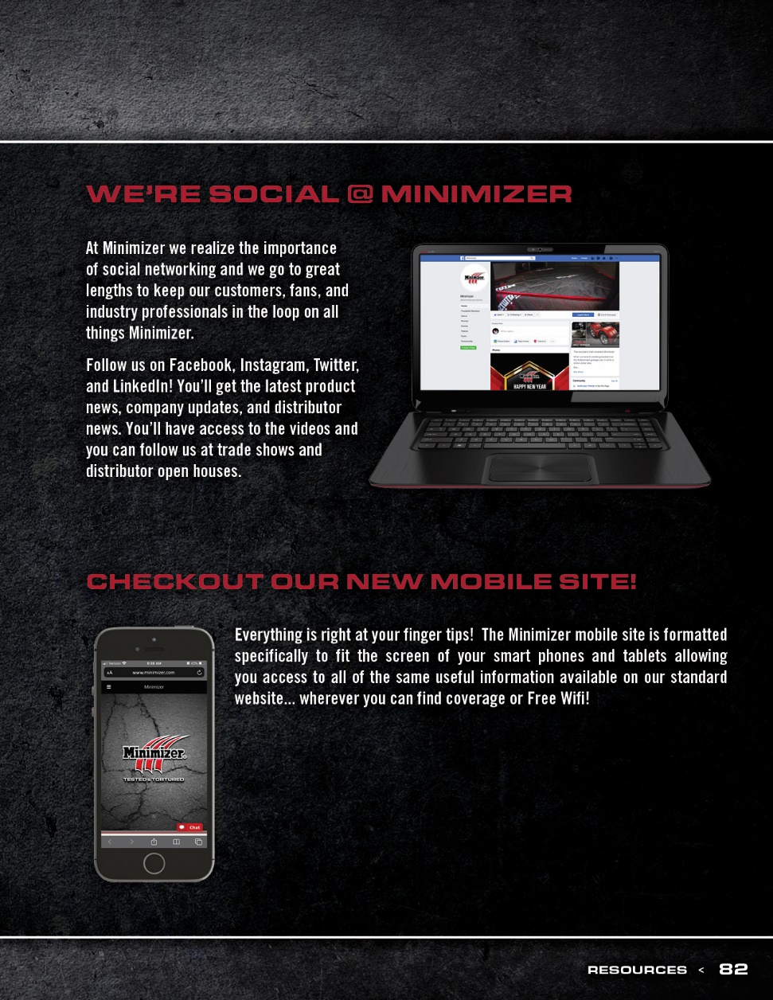 WE'RE SOCIAL @ MINIMIZER
At Minimizer we realize the importance
of social networking and we go to great
lengths to keep our customers, fans, and
industry professionals in the loop on all
things Minimizer.
Follow us on Facebook, Instagram, Twitter,
and LinkedIn! You'll get the latest product
news, company updates, and distributor
news. You'll have access to the videos and
you can follow us at trade shows and
distributor open houses.
Minimizer
HAPPY NEW YEAR
CHECKOUT OUR NEW MOBILE SITE!
Everything is right at your finger tips!  The Minimizer mobile site is formatted
specifically to fit the screen of your smart phones and tablets allowing
you access to all of the same useful information available on our standard
website... wherever you can find coverage or Free Wifi!
Verizon 9:36 AM 42%
AA www.minimizer.com
Minimizer
Minimizer
TESTED & TORTURED
Chat
RESOURCES < 82